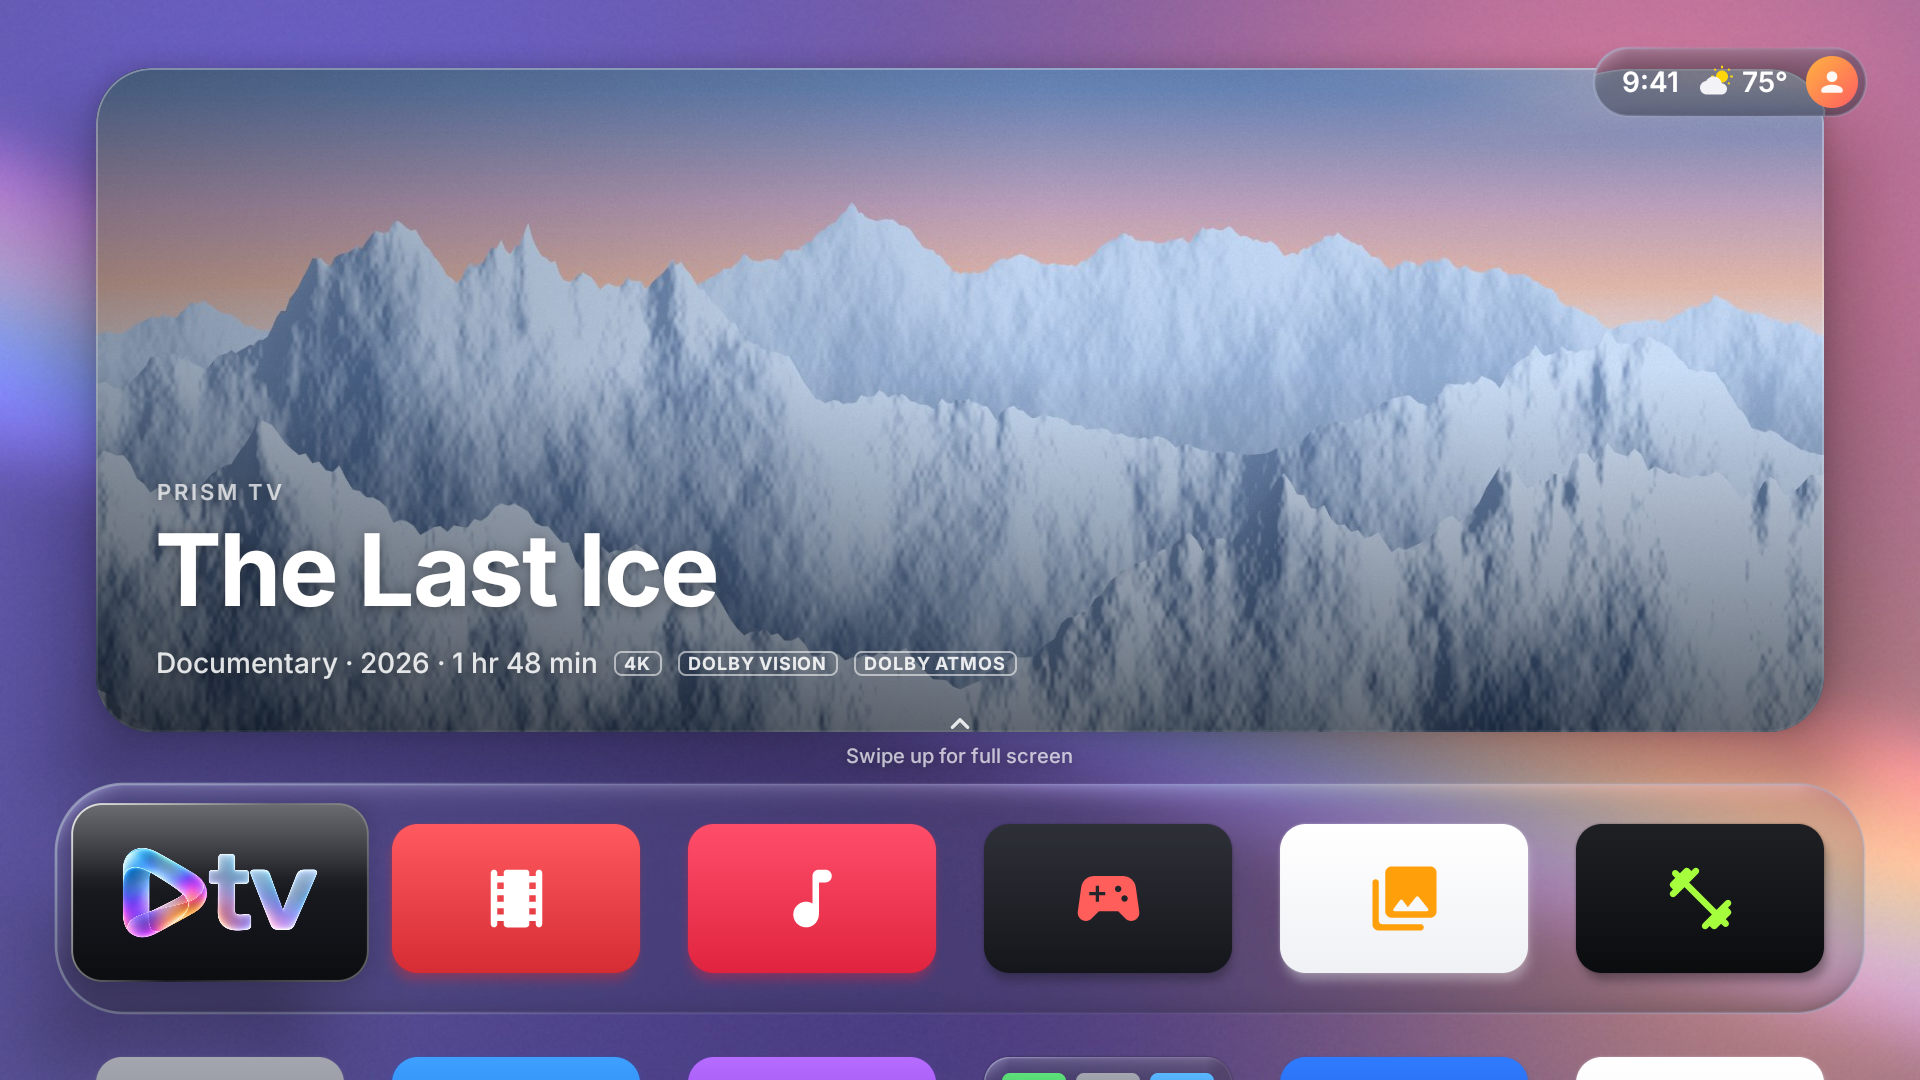 9:41 75°
PRISM TV
The Last Ice
Documentary · 2026 · 1 hr 48 min 4K DOLBY VISION DOLBY ATMOS
Swipe up for full screen
tv